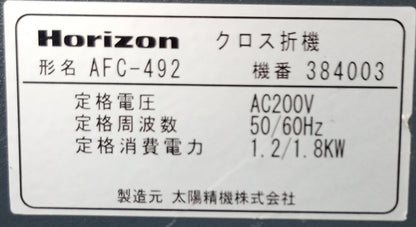 Horizon クロス折機
形名 AFC-492 機番 384003
定格電圧 AC200V
定格周波数 50/60Hz
定格消費電力 1.2/1.8KW
製造元 太陽精機株式会社